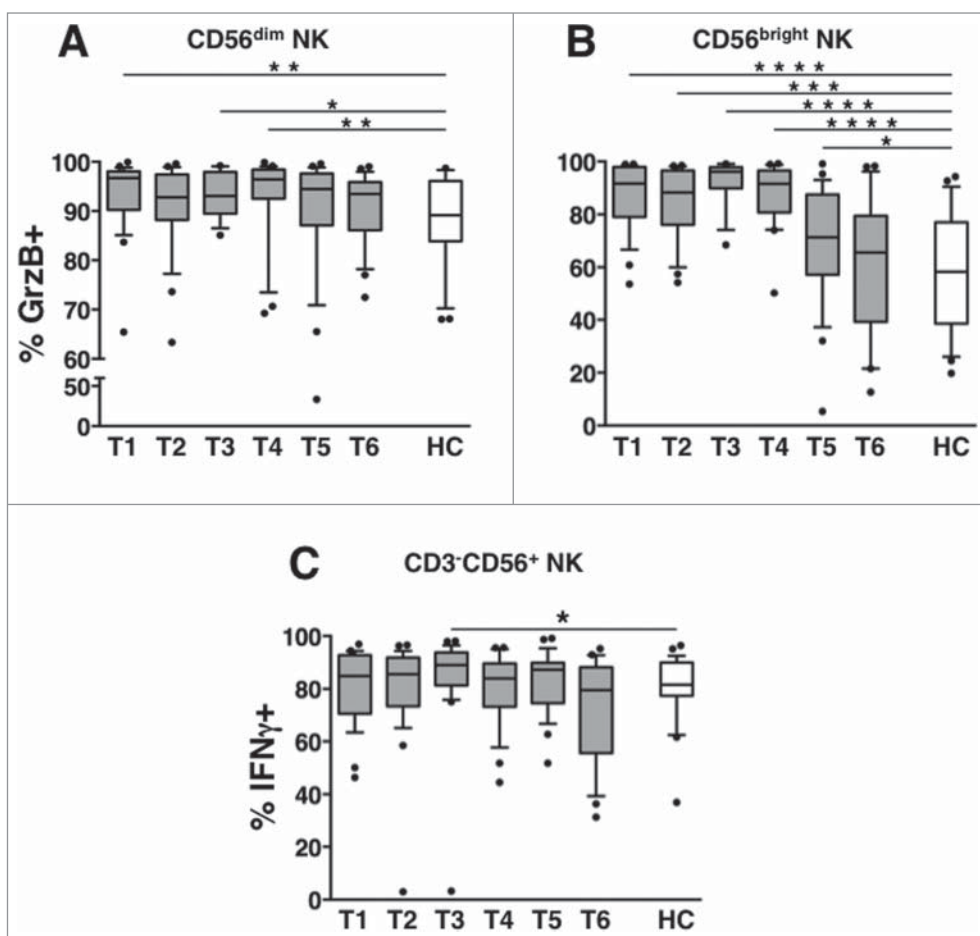 A
CD56dim NK
* *
*
* *
% GrzB+
100
90
80
70
60
50
0
T1 T2 T3 T4 T5 T6 HC
B
CD56bright NK
* * * *
* * *
* * * *
* * * *
*
100
80
60
40
20
0
T1 T2 T3 T4 T5 T6 HC
C
CD3-CD56+ NK
*
% IFNγ+
100
80
60
40
20
0
T1 T2 T3 T4 T5 T6 HC